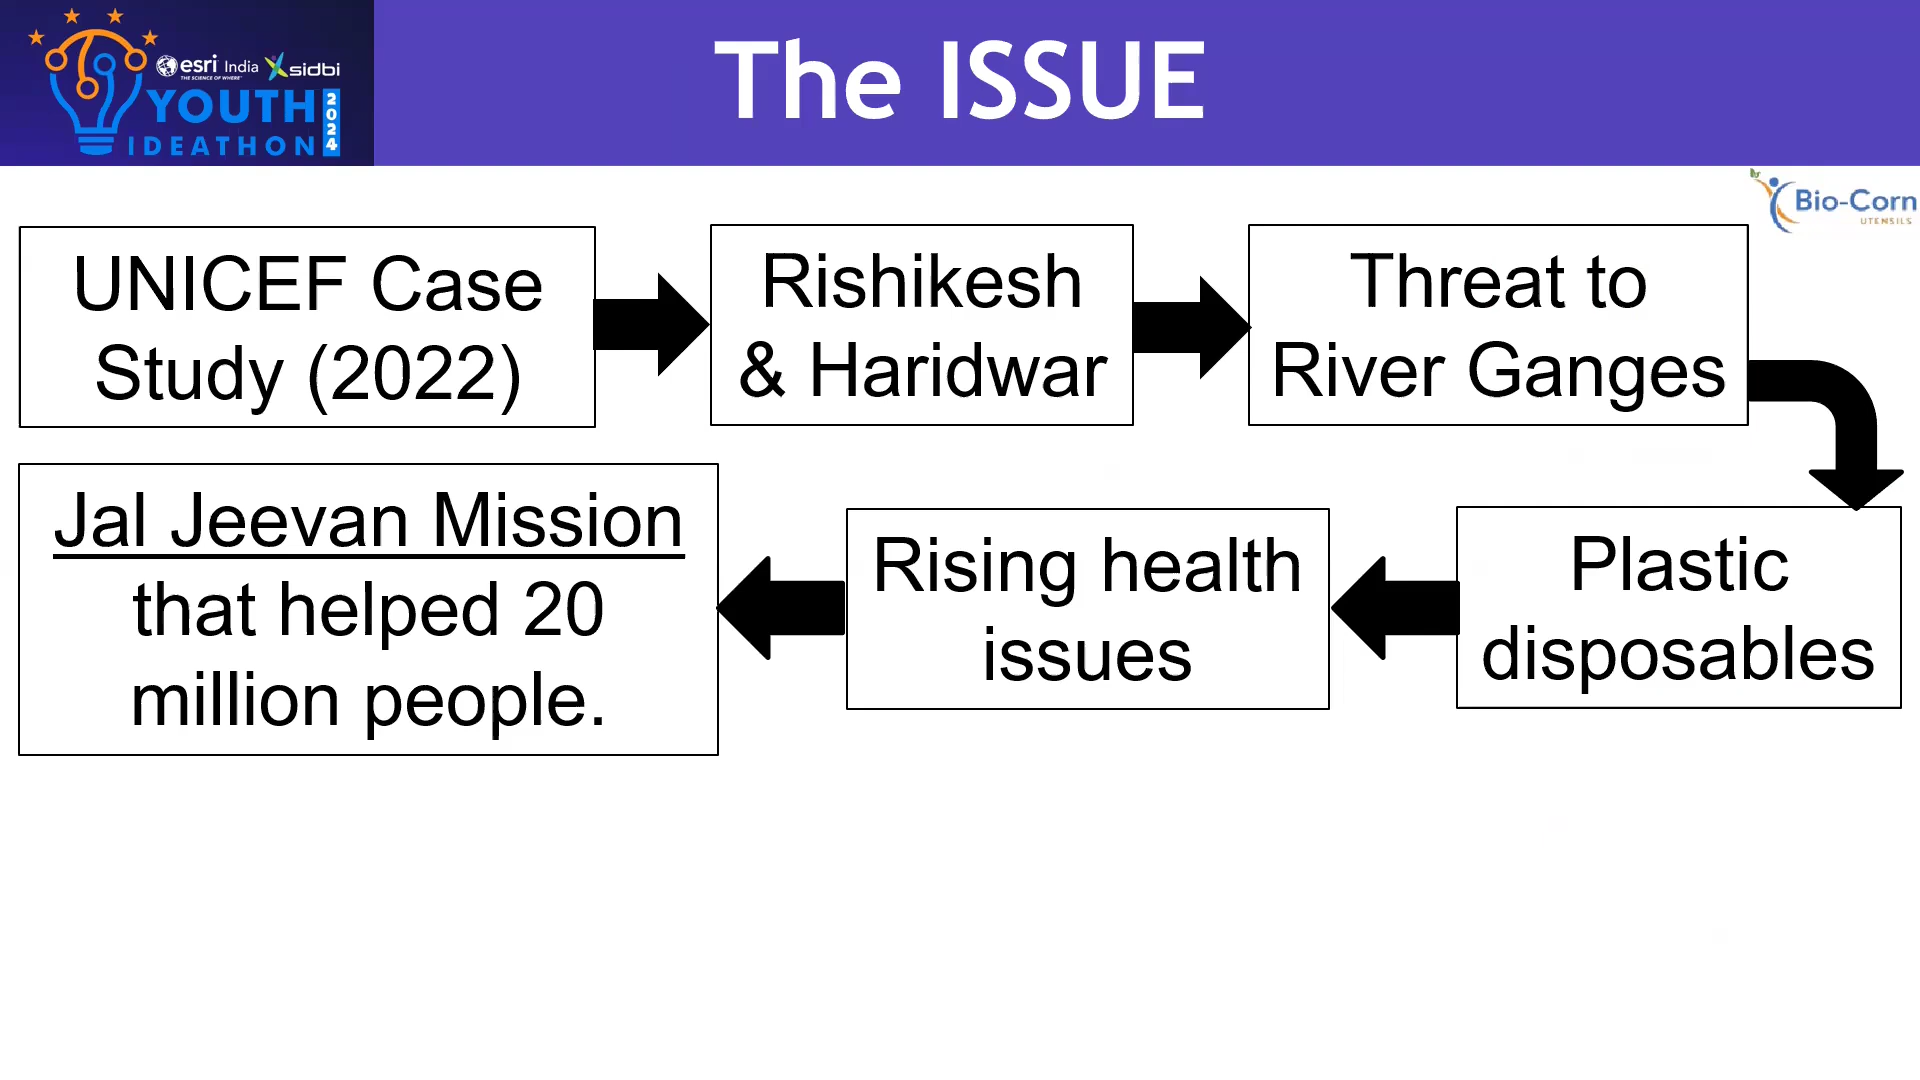 The ISSUE
esri India sidbi
THE SCIENCE OF WHERE
YOUTH
IDEATHON
2024
Bio-Corn
UTENSILS
UNICEF Case
Study (2022)
Rishikesh
& Haridwar
Threat to
River Ganges
Plastic
disposables
Rising health
issues
Jal Jeevan Mission
that helped 20
million people.